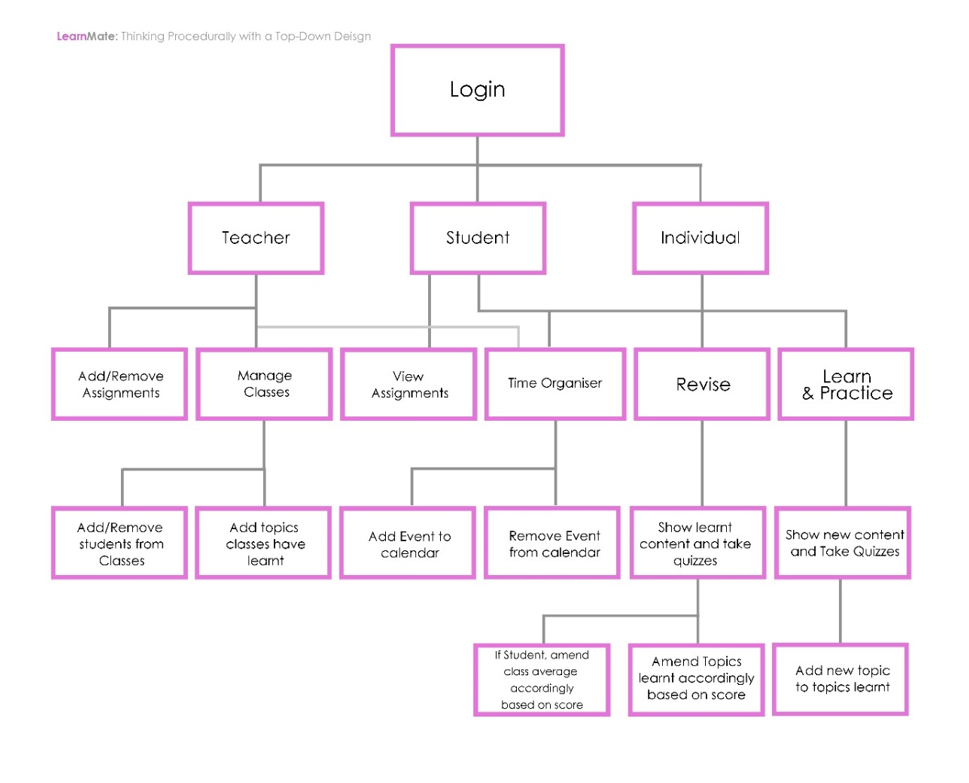 LearnMate: Thinking Procedurally with a Top-Down Deisgn
Login
Teacher
Student
Individual
Add/Remove
Assignments
Manage
Classes
View
Assignments
Time Organiser
Revise
Learn
& Practice
Add/Remove
students from
Classes
Add topics
classes have
learnt
Add Event to
calendar
Remove Event
from calendar
Show learnt
content and take
quizzes
Show new content
and Take Quizzes
If Student, amend
class average
accordingly
based on score
Amend Topics
learnt accordingly
based on score
Add new topic
to topics learnt